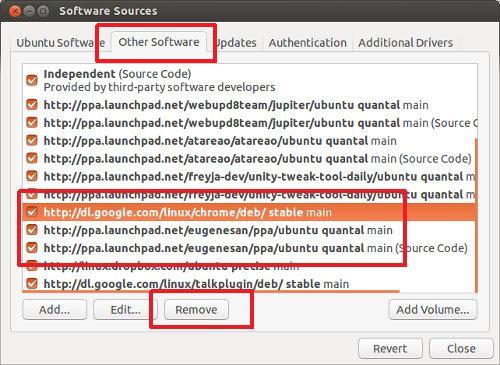 Software Sources
Ubuntu Software Other Software Updates Authentication Additional Drivers
Independent (Source Code)
Provided by third-party software developers
http://ppa.launchpad.net/webupd8team/jupiter/ubuntu quantal main
http://ppa.launchpad.net/webupd8team/jupiter/ubuntu quantal main (Source C
http://ppa.launchpad.net/atareao/atareao/ubuntu quantal main
http://ppa.launchpad.net/atareao/atareao/ubuntu quantal main (Source Code)
http://ppa.launchpad.net/freyja-dev/unity-tweak-tool-daily/ubuntu quantal m
http://ppa.launchpad.net/freyja-dev/unity-tweak-tool-daily/ubuntu quantal m
http://dl.google.com/linux/chrome/deb/ stable main
http://ppa.launchpad.net/eugenesan/ppa/ubuntu quantal main
http://ppa.launchpad.net/eugenesan/ppa/ubuntu quantal main (Source Code)
http://linux.dropbox.com/ubuntu precise main
http://dl.google.com/linux/talkplugin/deb/ stable main
Add... Edit... Remove Add Volume...
Revert Close